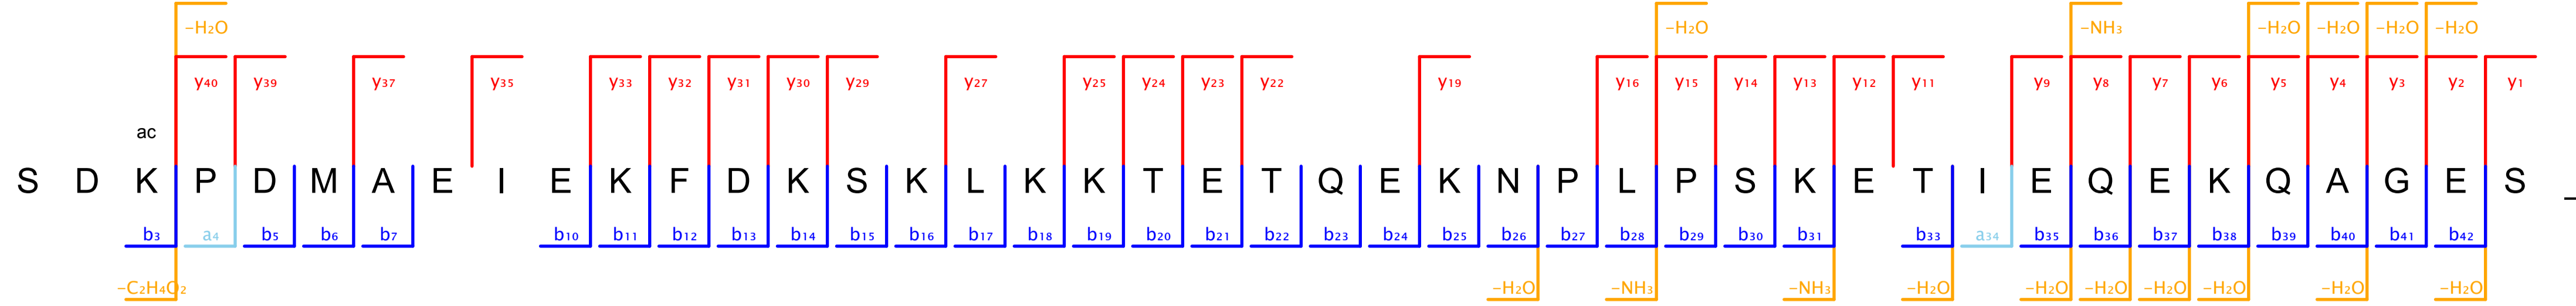 −H₂O −H₂O −NH₃ −H₂O −H₂O −H₂O −H₂O
y₄₀ y₃₉ y₃₇ y₃₅ y₃₃ y₃₂ y₃₁ y₃₀ y₂₉ y₂₇ y₂₅ y₂₄ y₂₃ y₂₂ y₁₉ y₁₆ y₁₅ y₁₄ y₁₃ y₁₂ y₁₁ y₉ y₈ y₇ y₆ y₅ y₄ y₃ y₂ y₁
ac
S D K P D M A E I E K F D K S K L K K T E T Q E K N P L P S K E T I E Q E K Q A G E S –
b₃ a₄ b₅ b₆ b₇ b₁₀ b₁₁ b₁₂ b₁₃ b₁₄ b₁₅ b₁₆ b₁₇ b₁₈ b₁₉ b₂₀ b₂₁ b₂₂ b₂₃ b₂₄ b₂₅ b₂₆ b₂₇ b₂₈ b₂₉ b₃₀ b₃₁ b₃₃ a₃₄ b₃₅ b₃₆ b₃₇ b₃₈ b₃₉ b₄₀ b₄₁ b₄₂
−C₂H₄O₂ −H₂O −NH₃ −NH₃ −H₂O −H₂O −H₂O −H₂O −H₂O −H₂O −H₂O